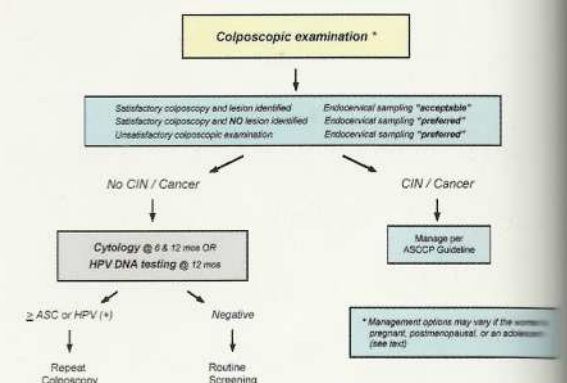 Colposcopic examination *
Satisfactory colposcopy and lesion identified Endocervical sampling "acceptable"
Satisfactory colposcopy and NO lesion identified Endocervical sampling "preferred"
Unsatisfactory colposcopic examination Endocervical sampling "preferred"
No CIN / Cancer CIN / Cancer
Cytology @ 6 & 12 mos OR
HPV DNA testing @ 12 mos
Manage per
ASCCP Guideline
≥ ASC or HPV (+) Negative
* Management options may vary if the
pregnant, postmenopausal, or an
(see text)
Repeat
Colposcopy
Routine
Screening